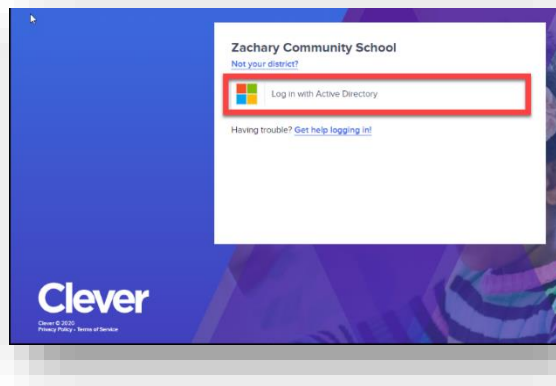 Zachary Community School
Not your district?
Log in with Active Directory
Having trouble? Get help logging in!
Clever
Clever © 2020
Privacy Policy • Terms of Service